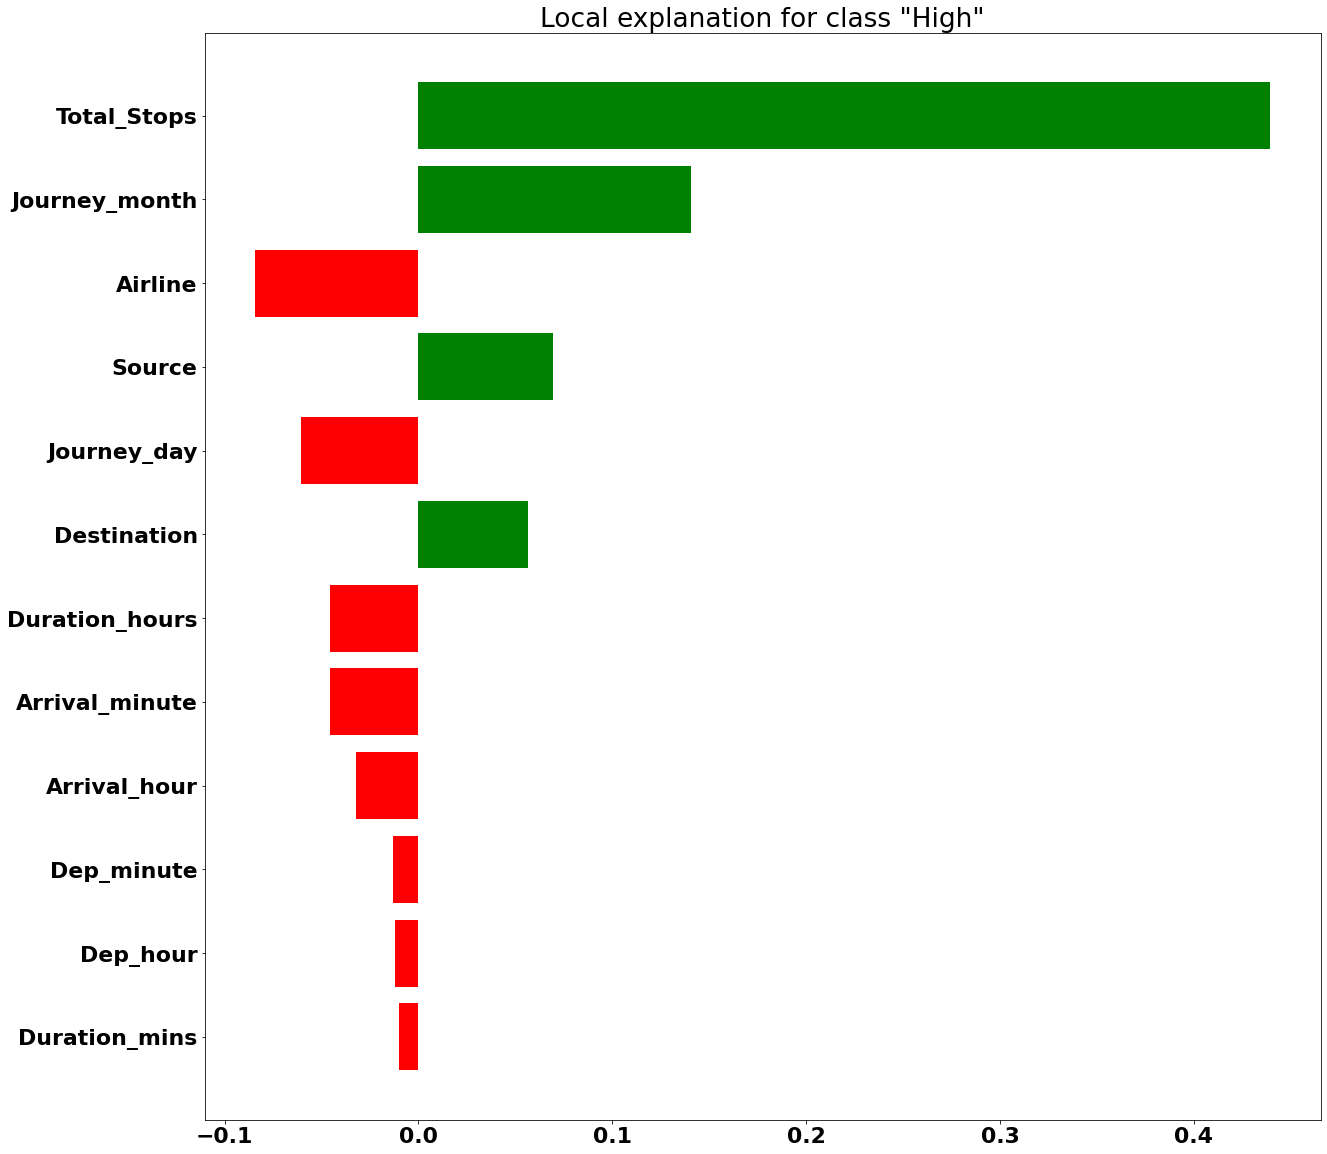 Local explanation for class "High"
Total_Stops
Journey_month
Airline
Source
Journey_day
Destination
Duration_hours
Arrival_minute
Arrival_hour
Dep_minute
Dep_hour
Duration_mins
−0.1 0.0 0.1 0.2 0.3 0.4